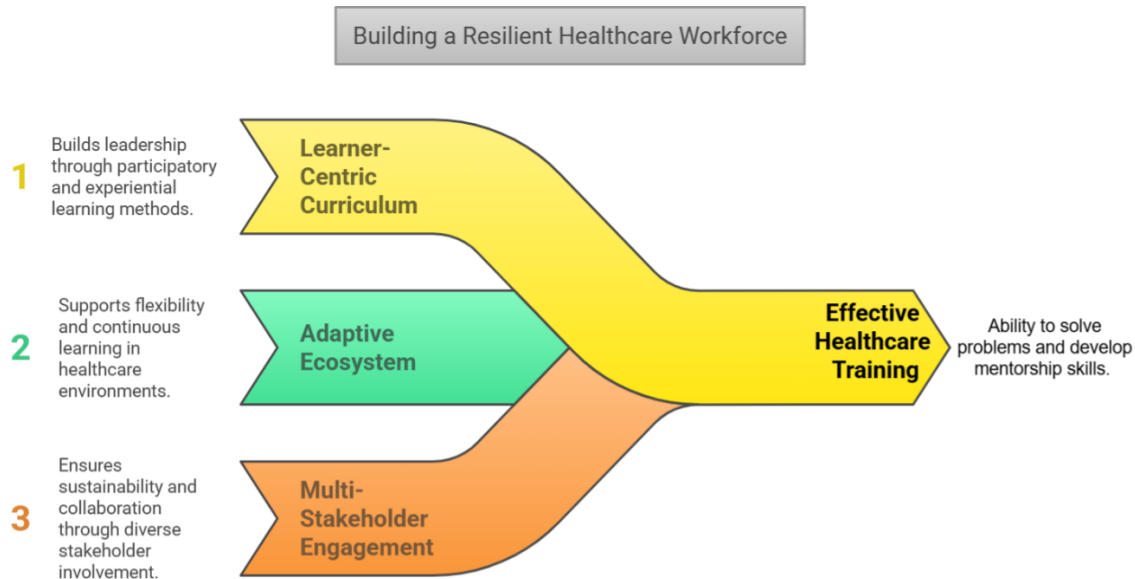 Building a Resilient Healthcare Workforce
1
Builds leadership
through participatory
and experiential
learning methods.
Learner-
Centric
Curriculum
2
Supports flexibility
and continuous
learning in
healthcare
environments.
Adaptive
Ecosystem
Effective
Healthcare
Training
Ability to solve
problems and develop
mentorship skills.
3
Ensures
sustainability and
collaboration
through diverse
stakeholder
involvement.
Multi-
Stakeholder
Engagement